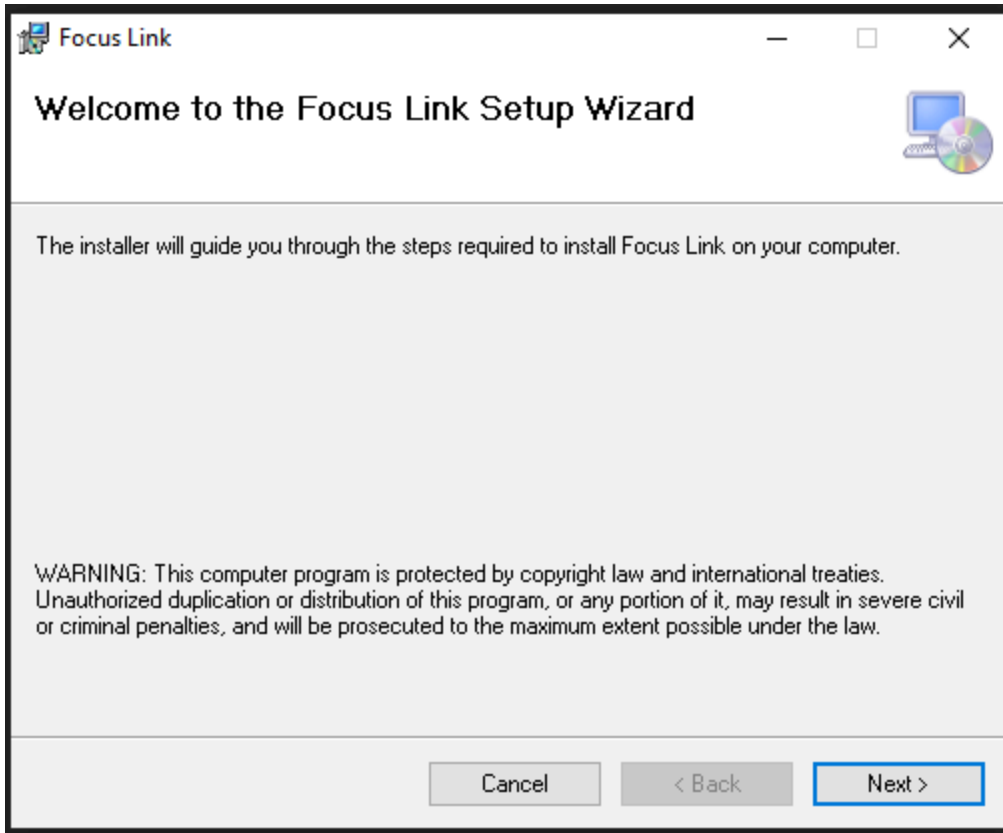 Focus Link
Welcome to the Focus Link Setup Wizard
The installer will guide you through the steps required to install Focus Link on your computer.
WARNING: This computer program is protected by copyright law and international treaties.
Unauthorized duplication or distribution of this program, or any portion of it, may result in severe civil
or criminal penalties, and will be prosecuted to the maximum extent possible under the law.
Cancel
< Back
Next >